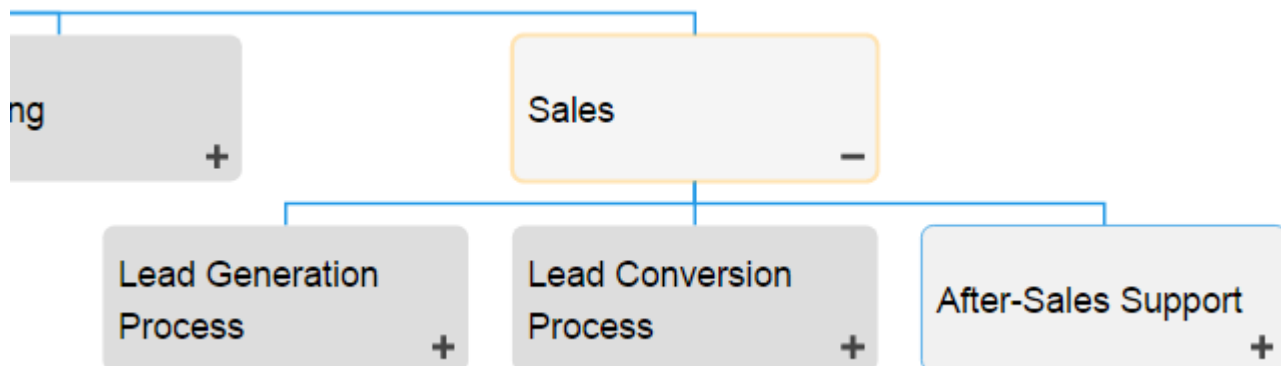 ng
Sales
Lead Generation
Process
Lead Conversion
Process
After-Sales Support